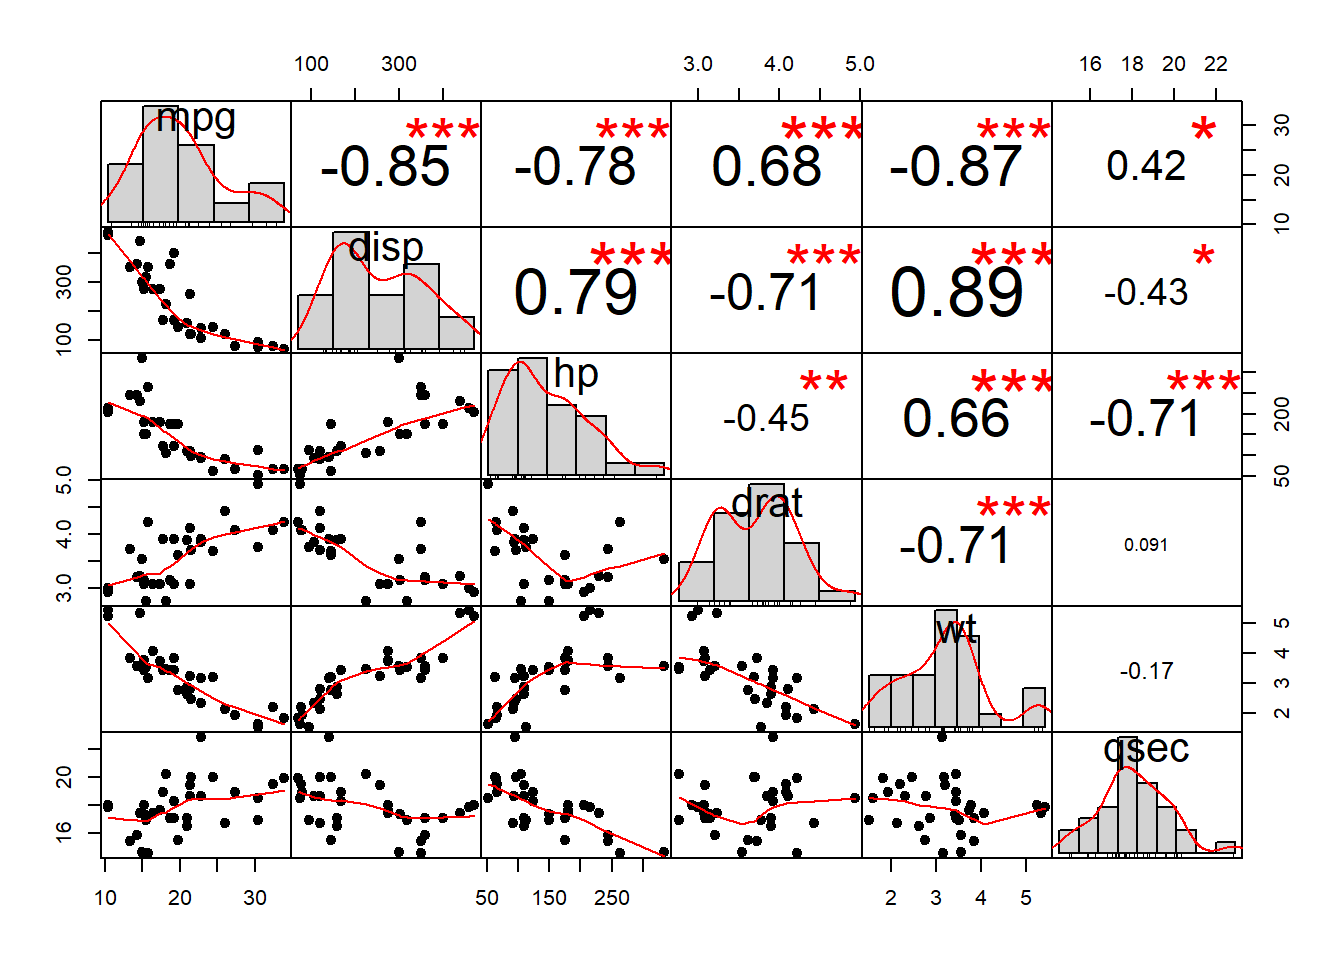 100 300 3.0 4.0 5.0 16 18 20 22
mpg *** *** *** *** *
-0.85 -0.78 0.68 -0.87 0.42
10 20 30
disp *** *** *** *
0.79 -0.71 0.89 -0.43
100 300
hp ** *** ***
-0.45 0.66 -0.71
50 200
drat ***
-0.71 0.091
3.0 4.0 5.0
wt
-0.17
2 3 4 5
qsec
16 20
10 20 30 50 150 250 2 3 4 5